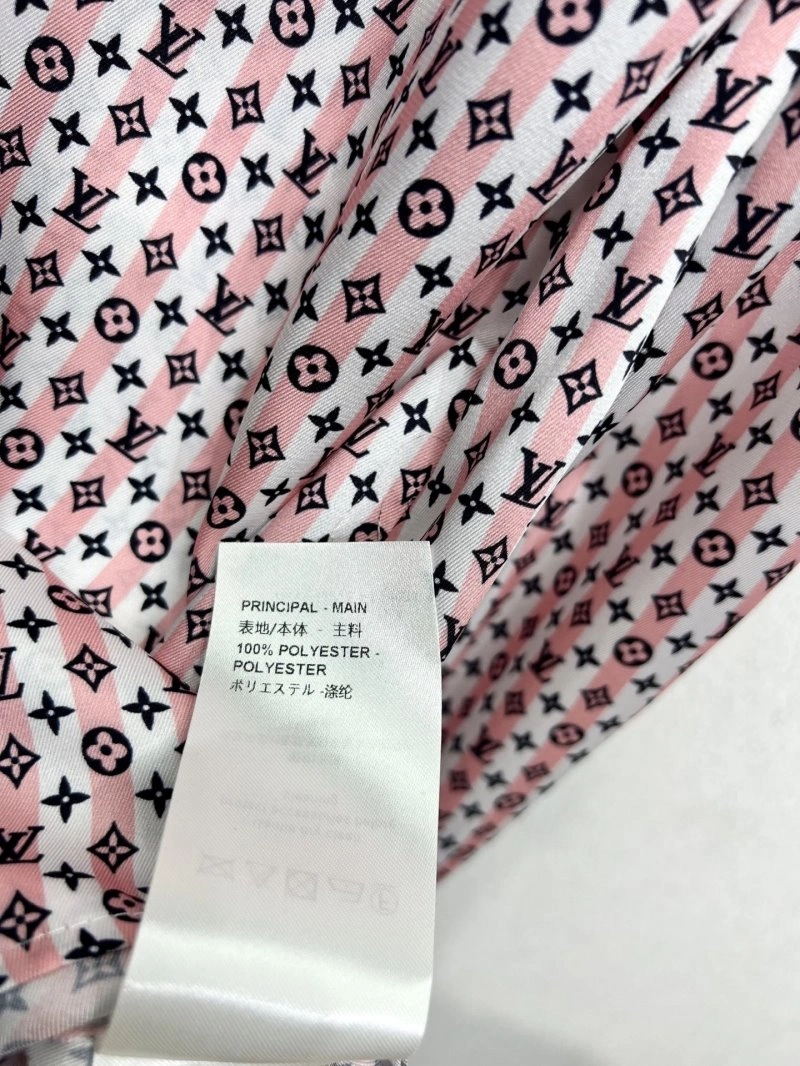 PRINCIPAL - MAIN
表地/本体 - 主料
100% POLYESTER -
POLYESTER
ポリエステル -涤纶